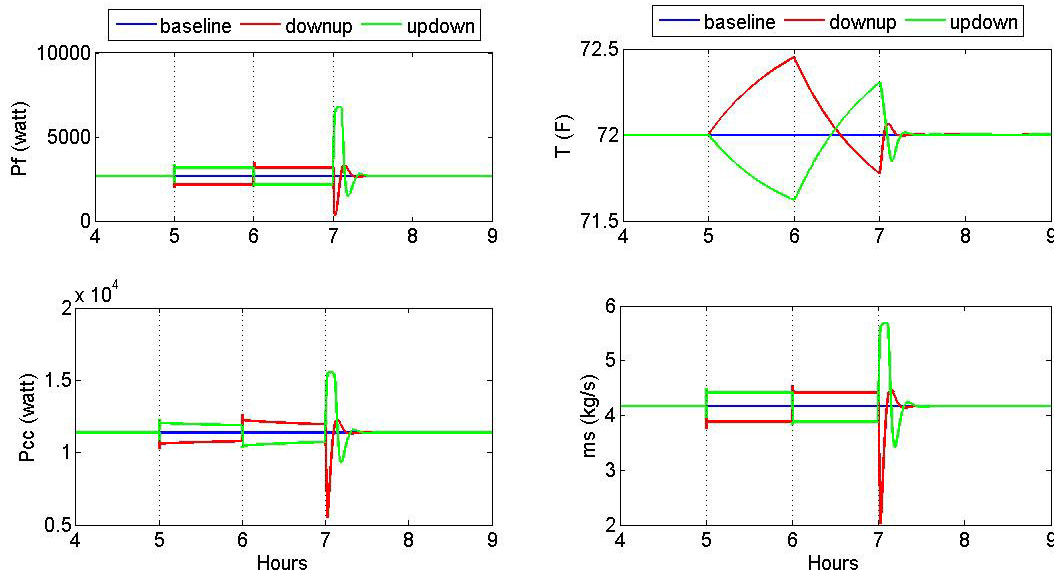 baseline downup updown
10000
5000
0
Pf (watt)
4 5 6 7 8 9
baseline downup updown
72.5
72
71.5
T (F)
4 5 6 7 8 9
x 10^4
2
1.5
1
0.5
Pcc (watt)
4 5 6 7 8 9
Hours
6
5
4
3
2
ms (kg/s)
4 5 6 7 8 9
Hours